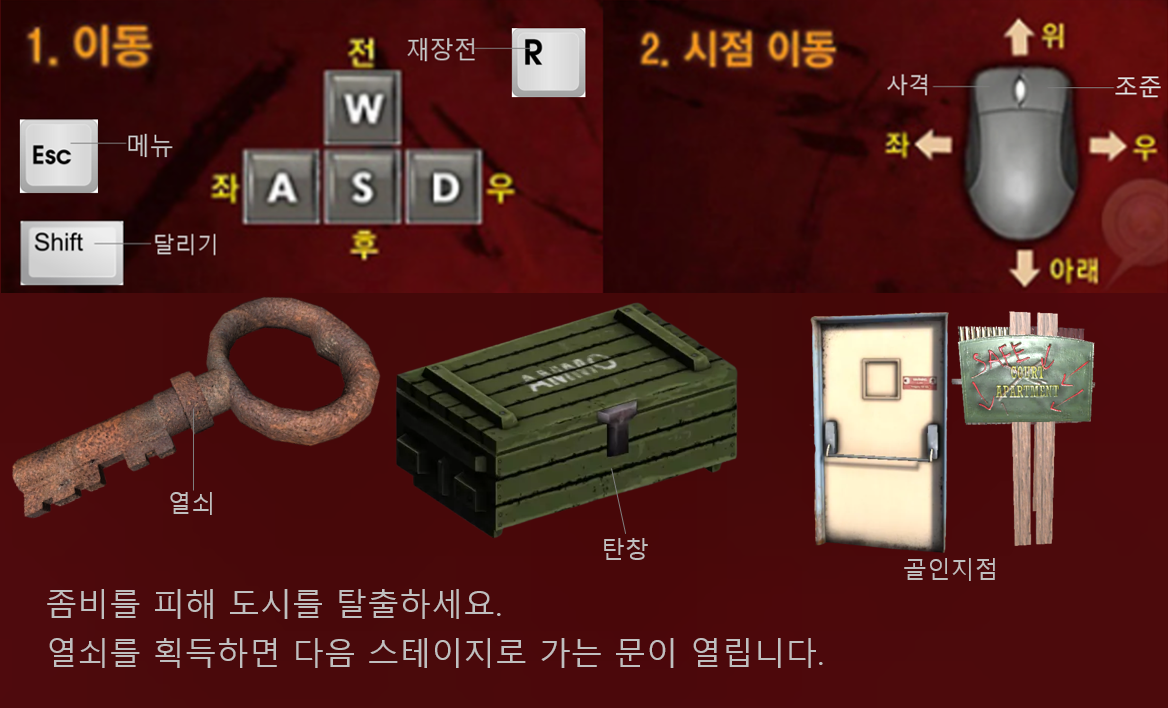 1. 이동
전
재장전
R
W
Esc
메뉴
좌
A
S
D
우
Shift
달리기
후
2. 시점 이동
위
사격
조준
좌
우
아래
열쇠
AMMO
탄창
SAFE
COURT
APARTMENT
골인지점
좀비를 피해 도시를 탈출하세요.
열쇠를 획득하면 다음 스테이지로 가는 문이 열립니다.